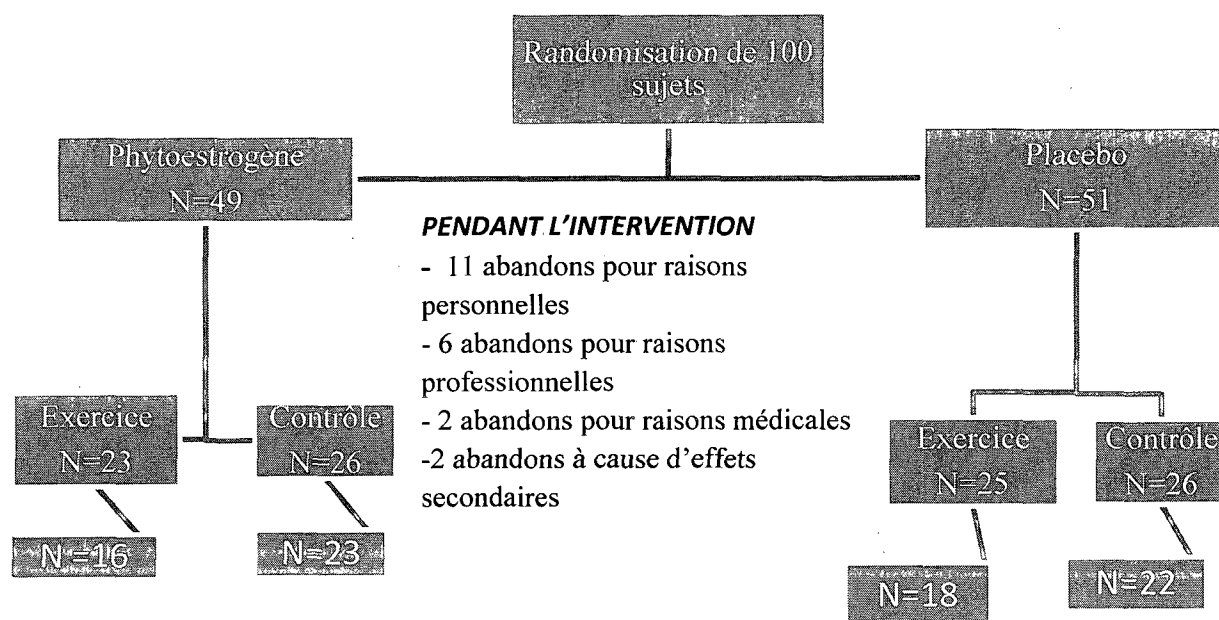 Randomisation de 100
sujets
Phytoestrogène
N=49
Placebo
N=51
PENDANT L'INTERVENTION
- 11 abandons pour raisons
personnelles
- 6 abandons pour raisons
professionnelles
- 2 abandons pour raisons médicales
-2 abandons à cause d'effets
secondaires
Exercice
N=23
Contrôle
N=26
Exercice
N=25
Contrôle
N=26
N=16
N=23
N=18
N=22